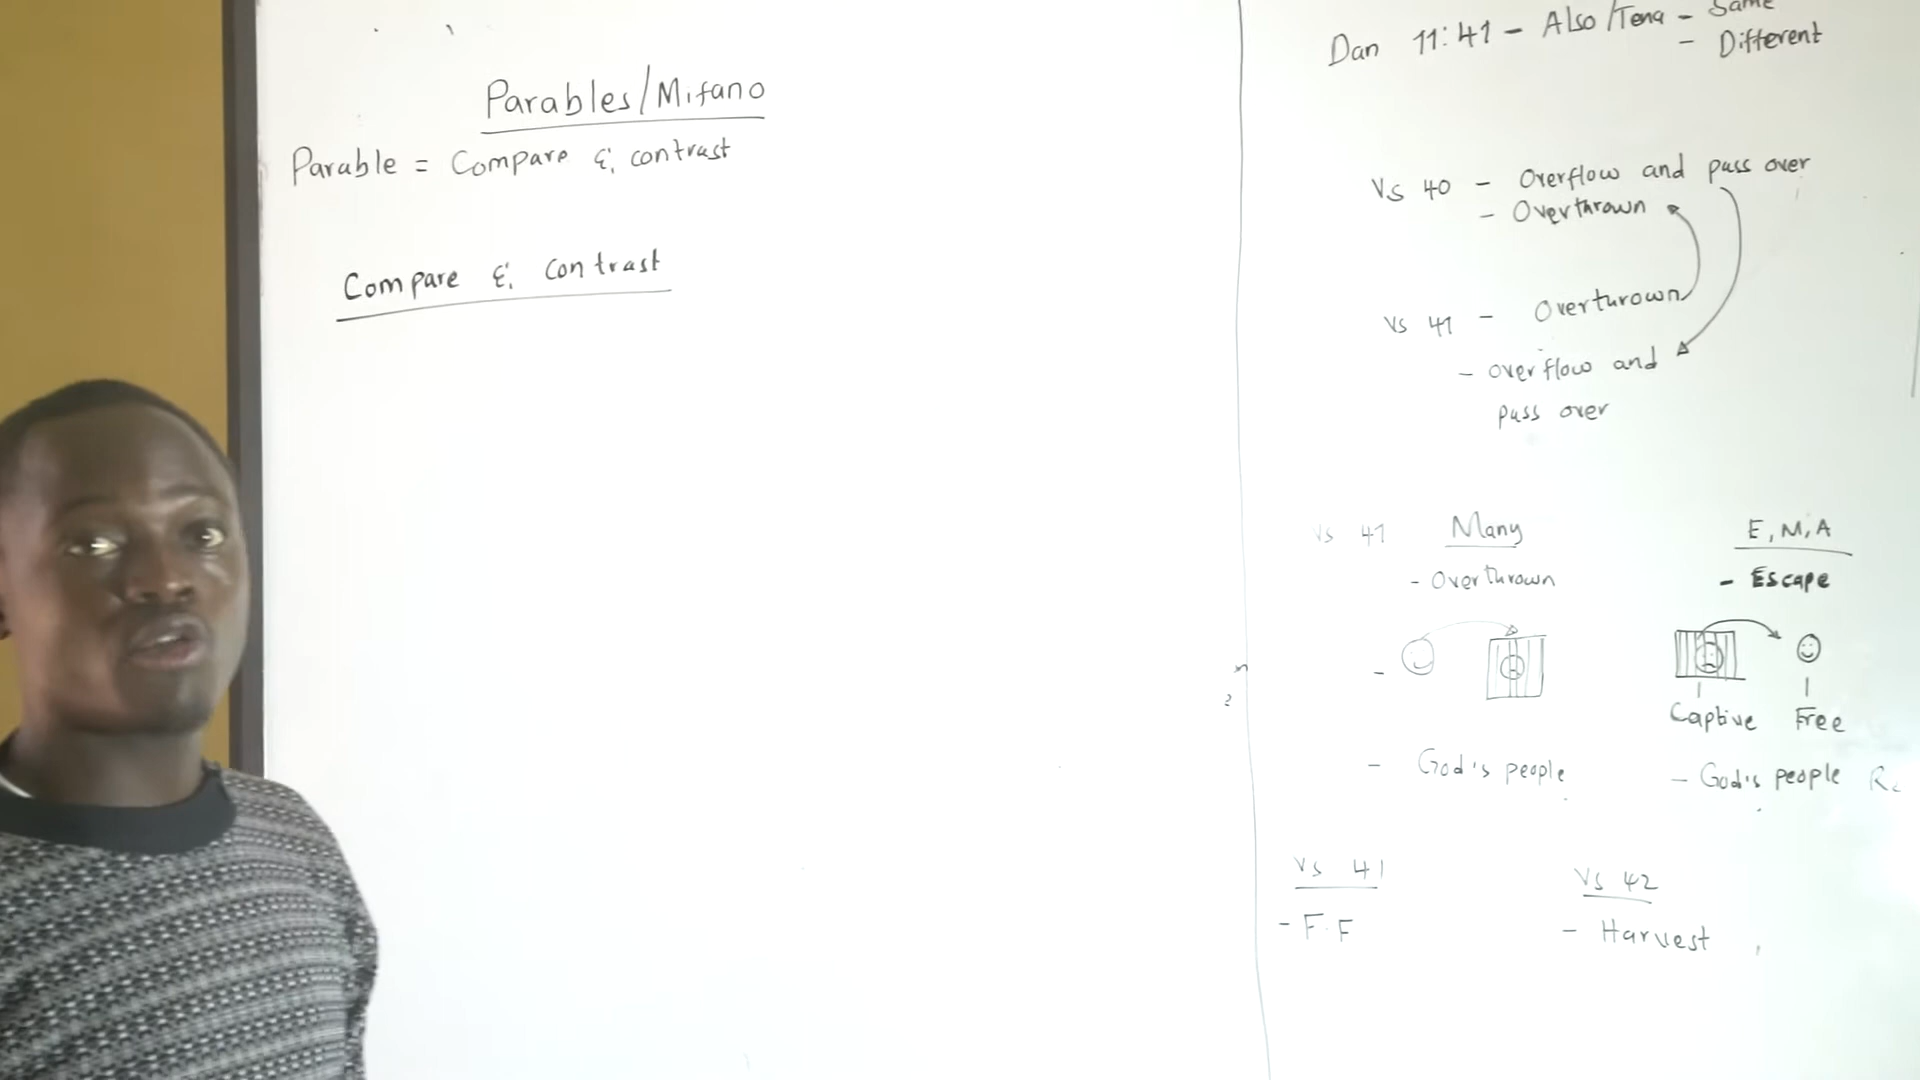 Parables/Mifano
Parable = Compare & contrast
Compare & contrast
Dan 11:41 - Also/Tena - Same
- Different
Vs 40 - Overflow and pass over
- Overthrown
Vs 41 - Overthrown
- overflow and
pass over
Vs 41 Many
- Overthrown
- God's people
E, M, A
- Escape
Captive Free
- God's people
Vs 41
- F.F
Vs 42
- Harvest